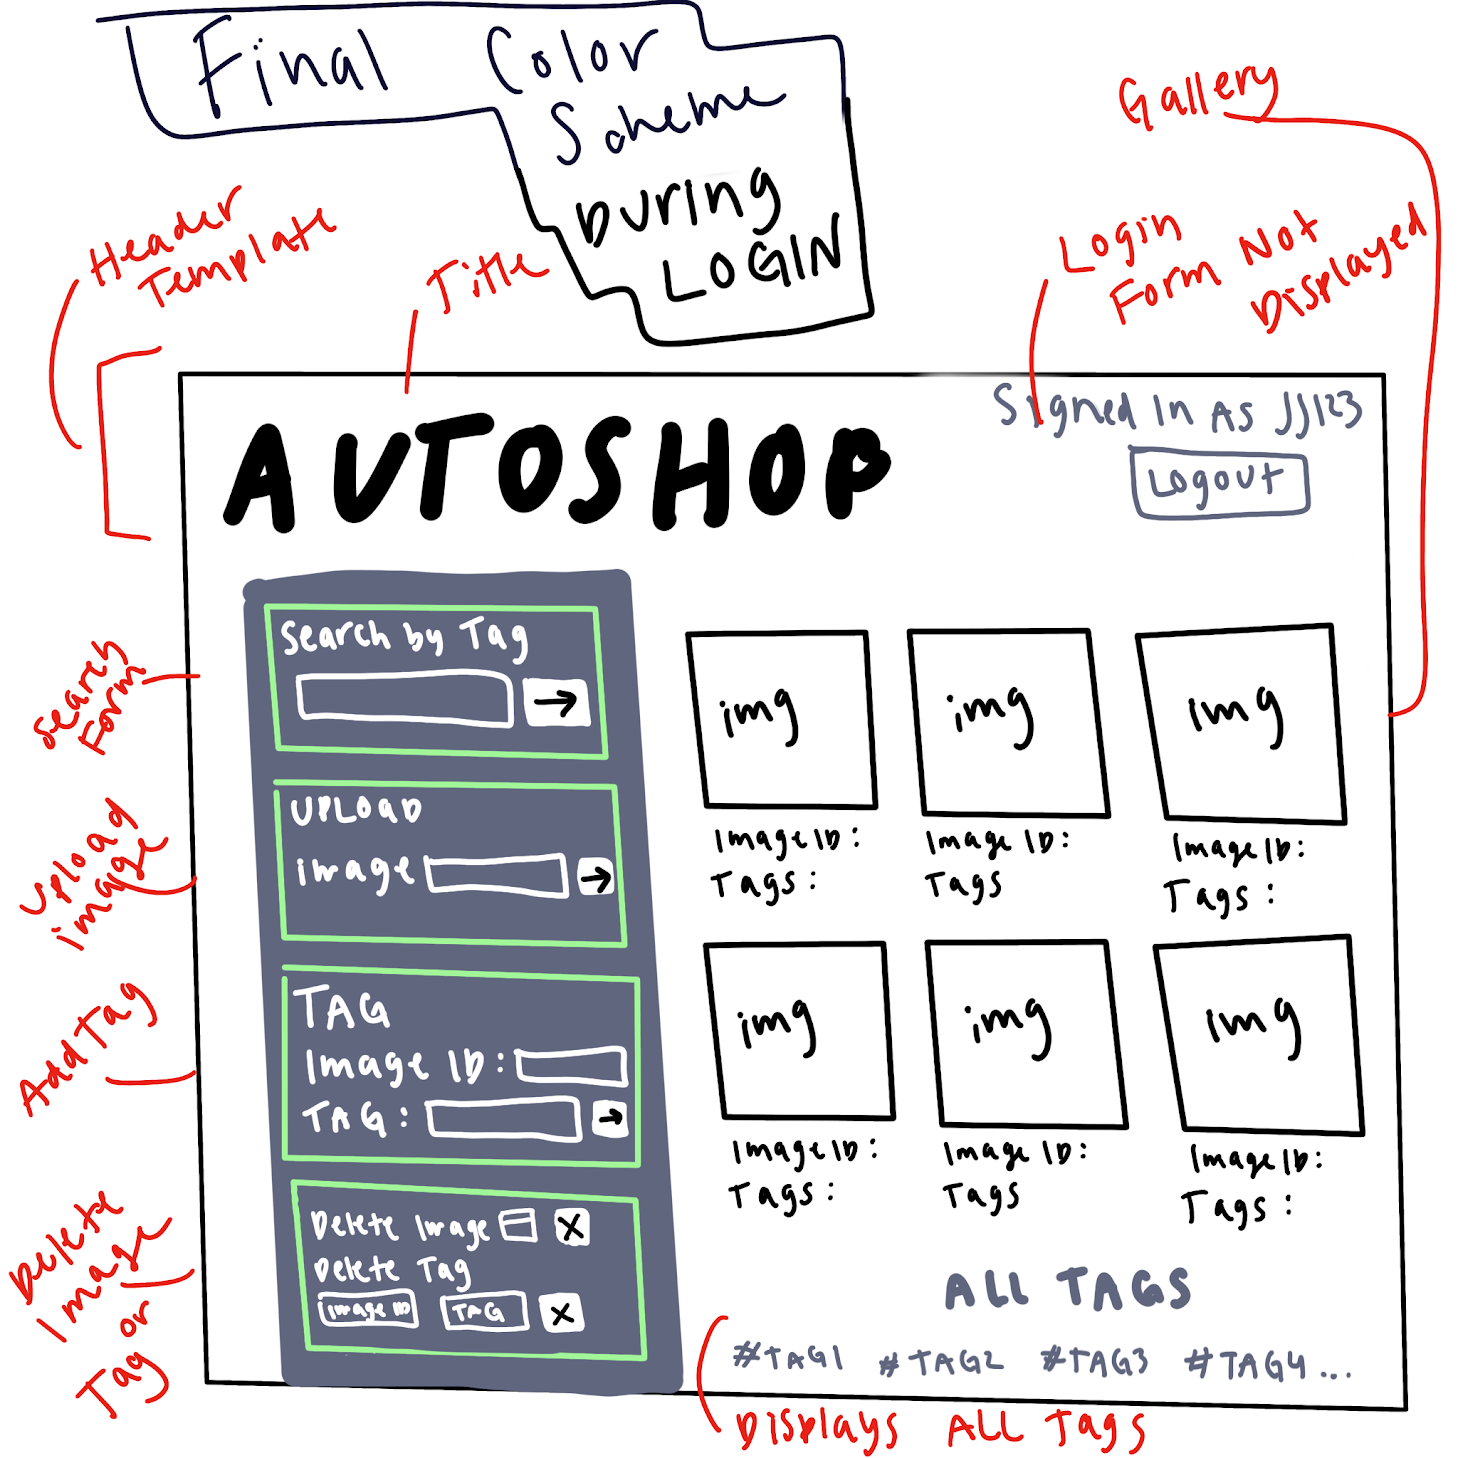 Final Color
Scheme
During
LOGIN
Gallery
Header
Template
Title
Login
Form Not
Displayed
AUTOSHOP
Signed In As JJ123
Logout
Search
Form
Search by Tag
→
Upload
image
UPLOAD
image →
Add Tag
TAG
Image ID:
TAG: →
Delete
Image
or
Tag
Delete Image X
Delete Tag
Image ID TAG X
img img img
Image ID: Image ID: Image ID:
Tags: Tags Tags:
img img img
Image ID: Image ID: Image ID:
Tags: Tags Tags:
ALL TAGS
#TAG1 #TAG2 #TAG3 #TAG4...
Displays All Tags